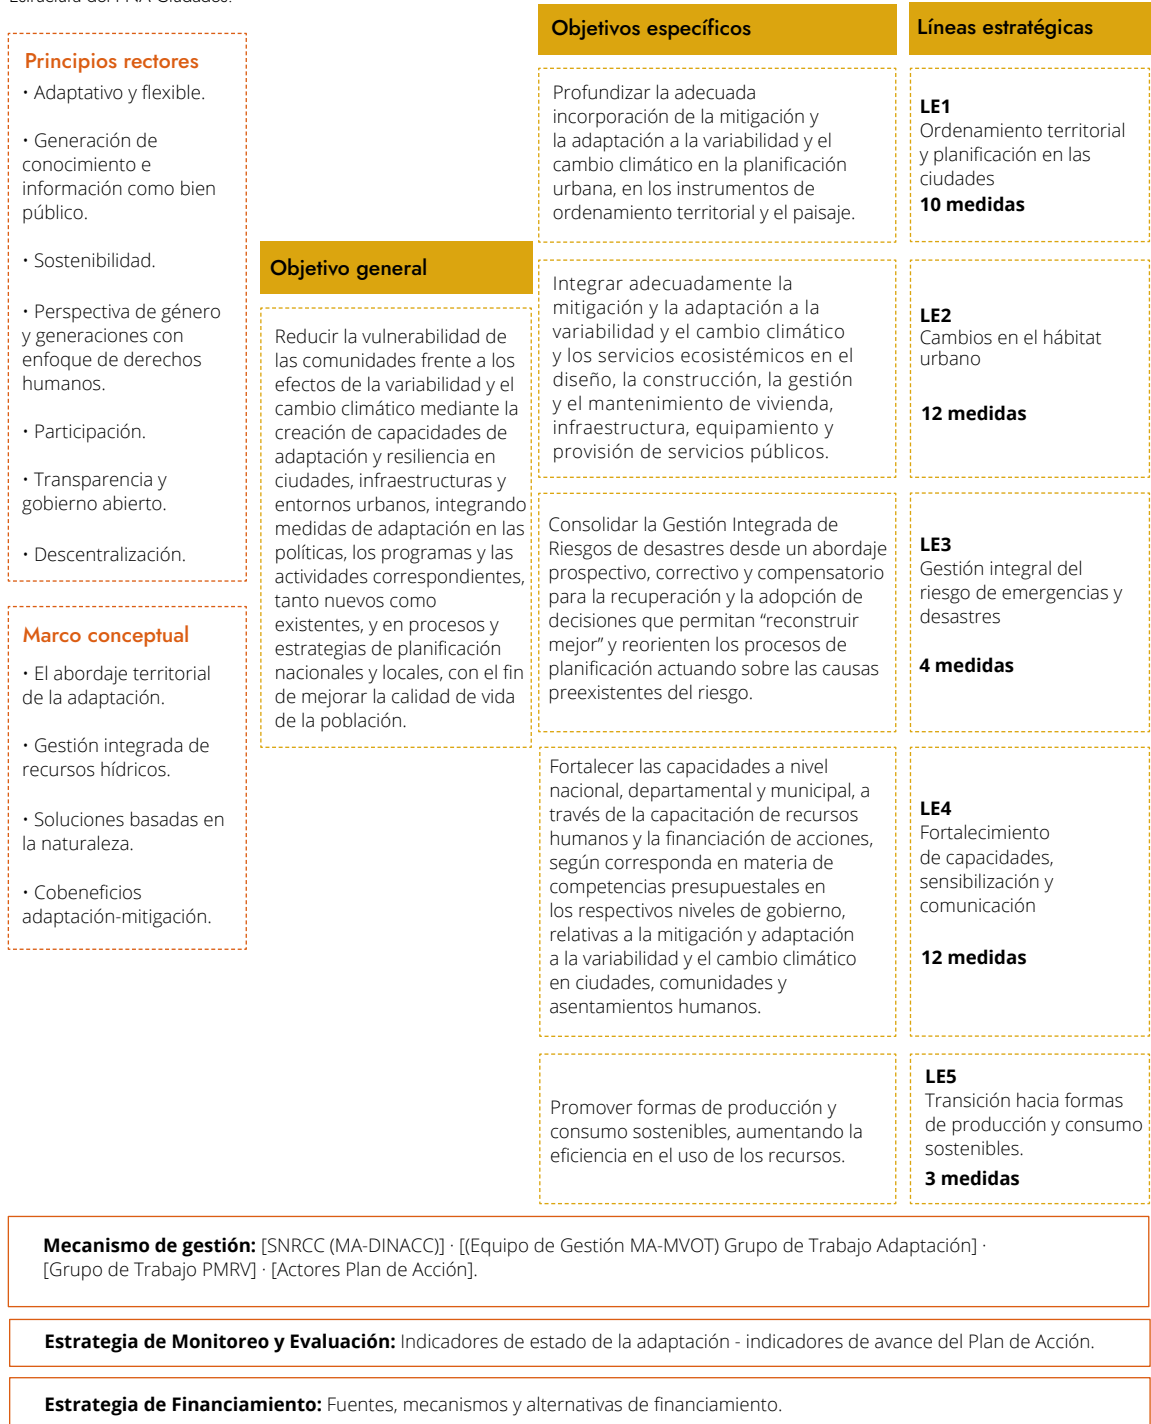 Estructura del PNA Ciudades.
Principios rectores
• Adaptativo y flexible.
• Generación de
conocimiento e
información como bien
público.
• Sostenibilidad.
• Perspectiva de género
y generaciones con
enfoque de derechos
humanos.
• Participación.
• Transparencia y
gobierno abierto.
• Descentralización.
Marco conceptual
• El abordaje territorial
de la adaptación.
• Gestión integrada de
recursos hídricos.
• Soluciones basadas en
la naturaleza.
• Cobeneficios
adaptación-mitigación.
Objetivo general
Reducir la vulnerabilidad de
las comunidades frente a los
efectos de la variabilidad y el
cambio climático mediante la
creación de capacidades de
adaptación y resiliencia en
ciudades, infraestructuras y
entornos urbanos, integrando
medidas de adaptación en las
políticas, los programas y las
actividades correspondientes,
tanto nuevos como
existentes, y en procesos y
estrategias de planificación
nacionales y locales, con el fin
de mejorar la calidad de vida
de la población.
Objetivos específicos
Líneas estratégicas
Profundizar la adecuada
incorporación de la mitigación y
la adaptación a la variabilidad y el
cambio climático en la planificación
urbana, en los instrumentos de
ordenamiento territorial y el paisaje.
LE1
Ordenamiento territorial
y planificación en las
ciudades
10 medidas
Integrar adecuadamente la
mitigación y la adaptación a la
variabilidad y el cambio climático
y los servicios ecosistémicos en el
diseño, la construcción, la gestión
y el mantenimiento de vivienda,
infraestructura, equipamiento y
provisión de servicios públicos.
LE2
Cambios en el hábitat
urbano
12 medidas
Consolidar la Gestión Integrada de
Riesgos de desastres desde un abordaje
prospectivo, correctivo y compensatorio
para la recuperación y la adopción de
decisiones que permitan “reconstruir
mejor” y reorienten los procesos de
planificación actuando sobre las causas
preexistentes del riesgo.
LE3
Gestión integral del
riesgo de emergencias y
desastres
4 medidas
Fortalecer las capacidades a nivel
nacional, departamental y municipal, a
través de la capacitación de recursos
humanos y la financiación de acciones,
según corresponda en materia de
competencias presupuestales en
los respectivos niveles de gobierno,
relativas a la mitigación y adaptación
a la variabilidad y el cambio climático
en ciudades, comunidades y
asentamientos humanos.
LE4
Fortalecimiento
de capacidades,
sensibilización y
comunicación
12 medidas
Promover formas de producción y
consumo sostenibles, aumentando la
eficiencia en el uso de los recursos.
LE5
Transición hacia formas
de producción y consumo
sostenibles.
3 medidas
Mecanismo de gestión: [SNRCC (MA-DINACC)] · [(Equipo de Gestión MA-MVOT) Grupo de Trabajo Adaptación] ·
[Grupo de Trabajo PMRV] · [Actores Plan de Acción].
Estrategia de Monitoreo y Evaluación: Indicadores de estado de la adaptación - indicadores de avance del Plan de Acción.
Estrategia de Financiamiento: Fuentes, mecanismos y alternativas de financiamiento.